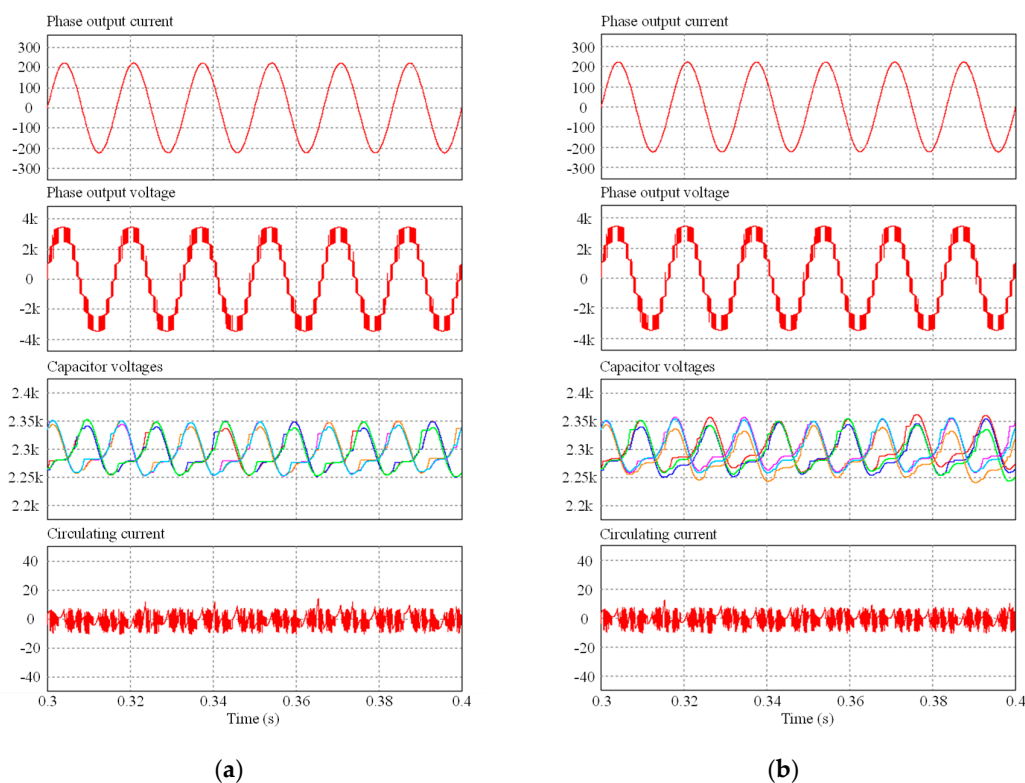 Phase output current
300
200
100
0
-100
-200
-300
Phase output voltage
4k
2k
0
-2k
-4k
Capacitor voltages
2.4k
2.35k
2.3k
2.25k
2.2k
Circulating current
40
20
0
-20
-40
0.3 0.32 0.34 0.36 0.38 0.4
Time (s)
(a)
Phase output current
300
200
100
0
-100
-200
-300
Phase output voltage
4k
2k
0
-2k
-4k
Capacitor voltages
2.4k
2.35k
2.3k
2.25k
2.2k
Circulating current
40
20
0
-20
-40
0.3 0.32 0.34 0.36 0.38 0.4
Time (s)
(b)